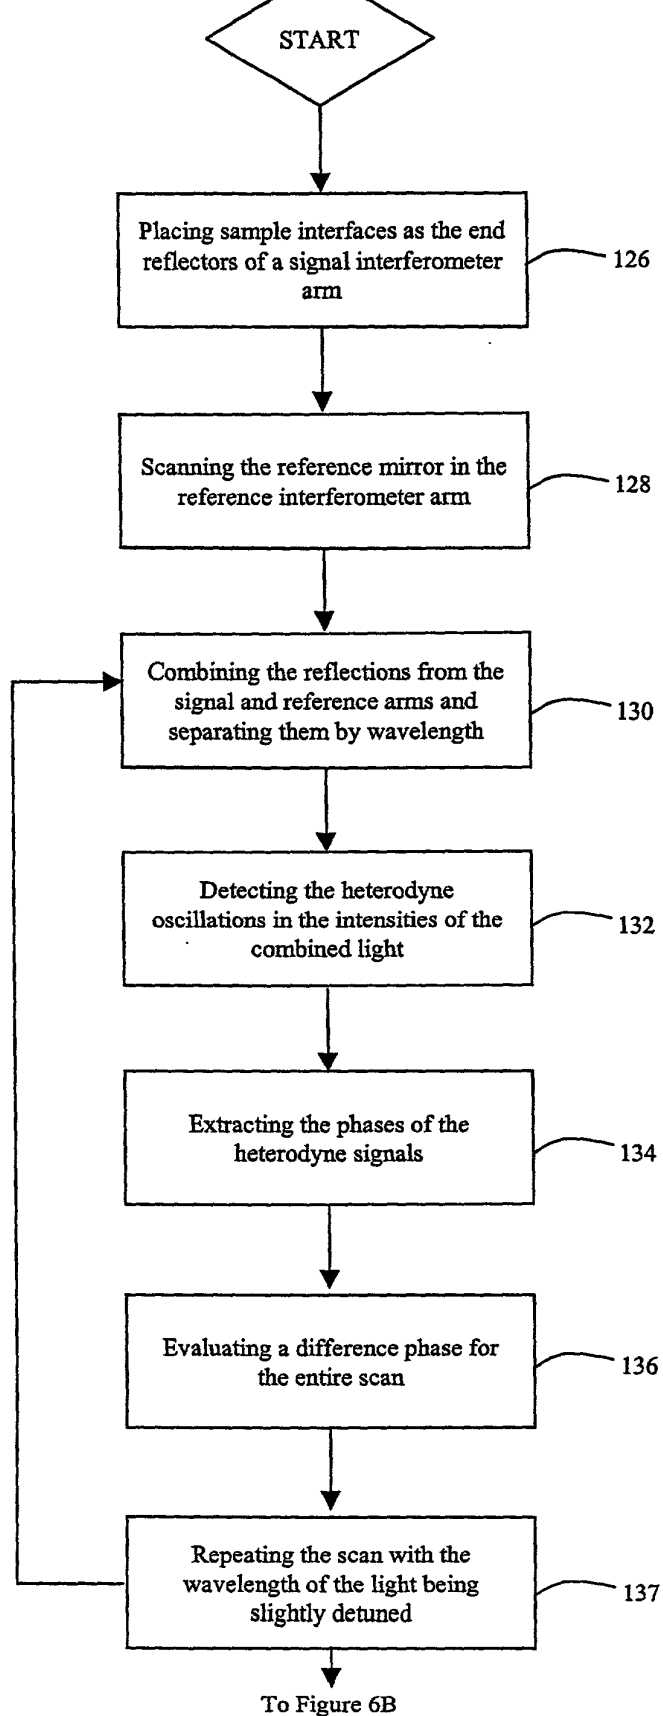 START
Placing sample interfaces as the end
reflectors of a signal interferometer
arm
126
Scanning the reference mirror in the
reference interferometer arm
128
Combining the reflections from the
signal and reference arms and
separating them by wavelength
130
Detecting the heterodyne
oscillations in the intensities of the
combined light
132
Extracting the phases of the
heterodyne signals
134
Evaluating a difference phase for
the entire scan
136
Repeating the scan with the
wavelength of the light being
slightly detuned
137
To Figure 6B